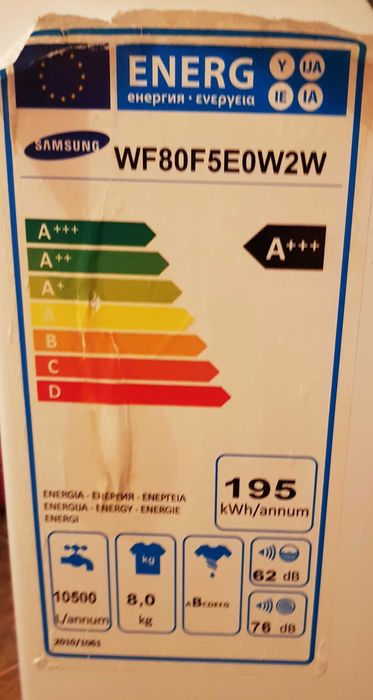 ENERG Y IJA
енергия · ενεργεια IE IA
SAMSUNG
WF80F5E0W2W
A+++ A+++
A++
A+
A
B
C
D
195
kWh/annum
ENERGIA · ЕНЕРГИЯ · ΕΝΕΡΓΕΙΑ
ENERGIJA · ENERGY · ENERGIE
ENERGI
kg
62 dB
10500
L/annum
8,0
kg
ABCDEFG
76 dB
2010/1061